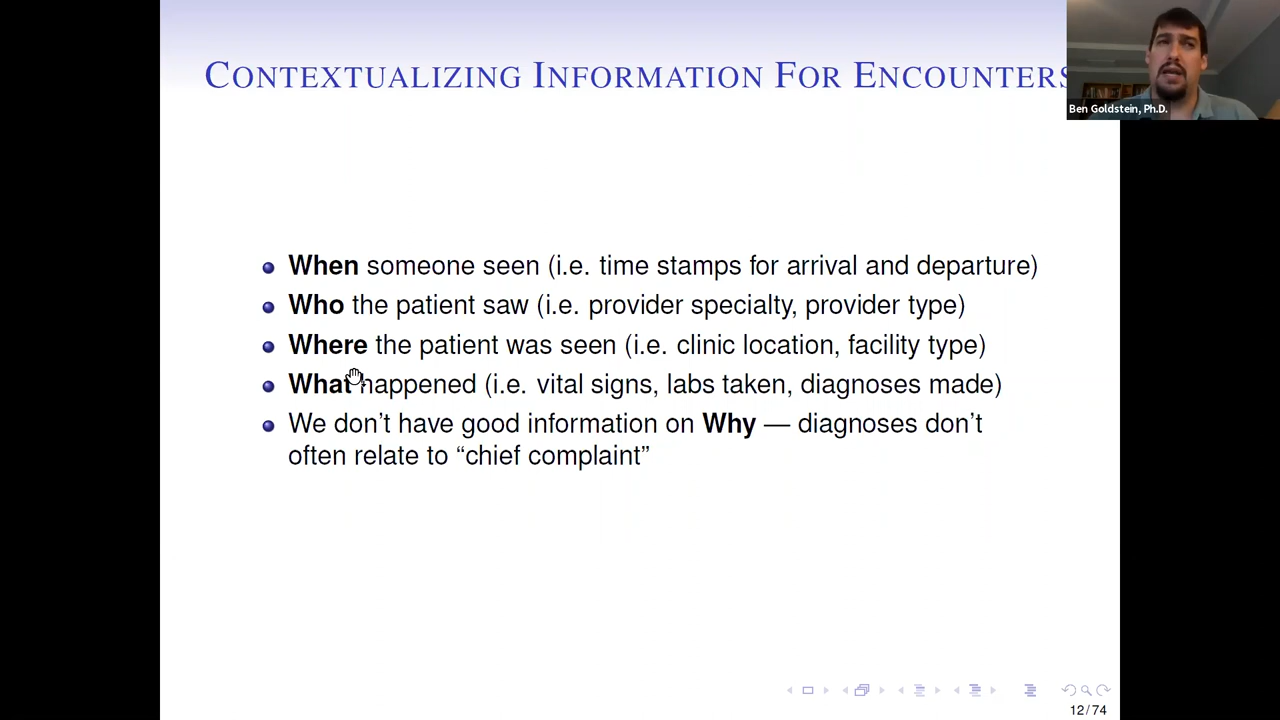 CONTEXTUALIZING INFORMATION FOR ENCOUNTERS
Ben Goldstein, Ph.D.
When someone seen (i.e. time stamps for arrival and departure)
Who the patient saw (i.e. provider specialty, provider type)
Where the patient was seen (i.e. clinic location, facility type)
What happened (i.e. vital signs, labs taken, diagnoses made)
We don't have good information on Why — diagnoses don't
often relate to “chief complaint”
12/74